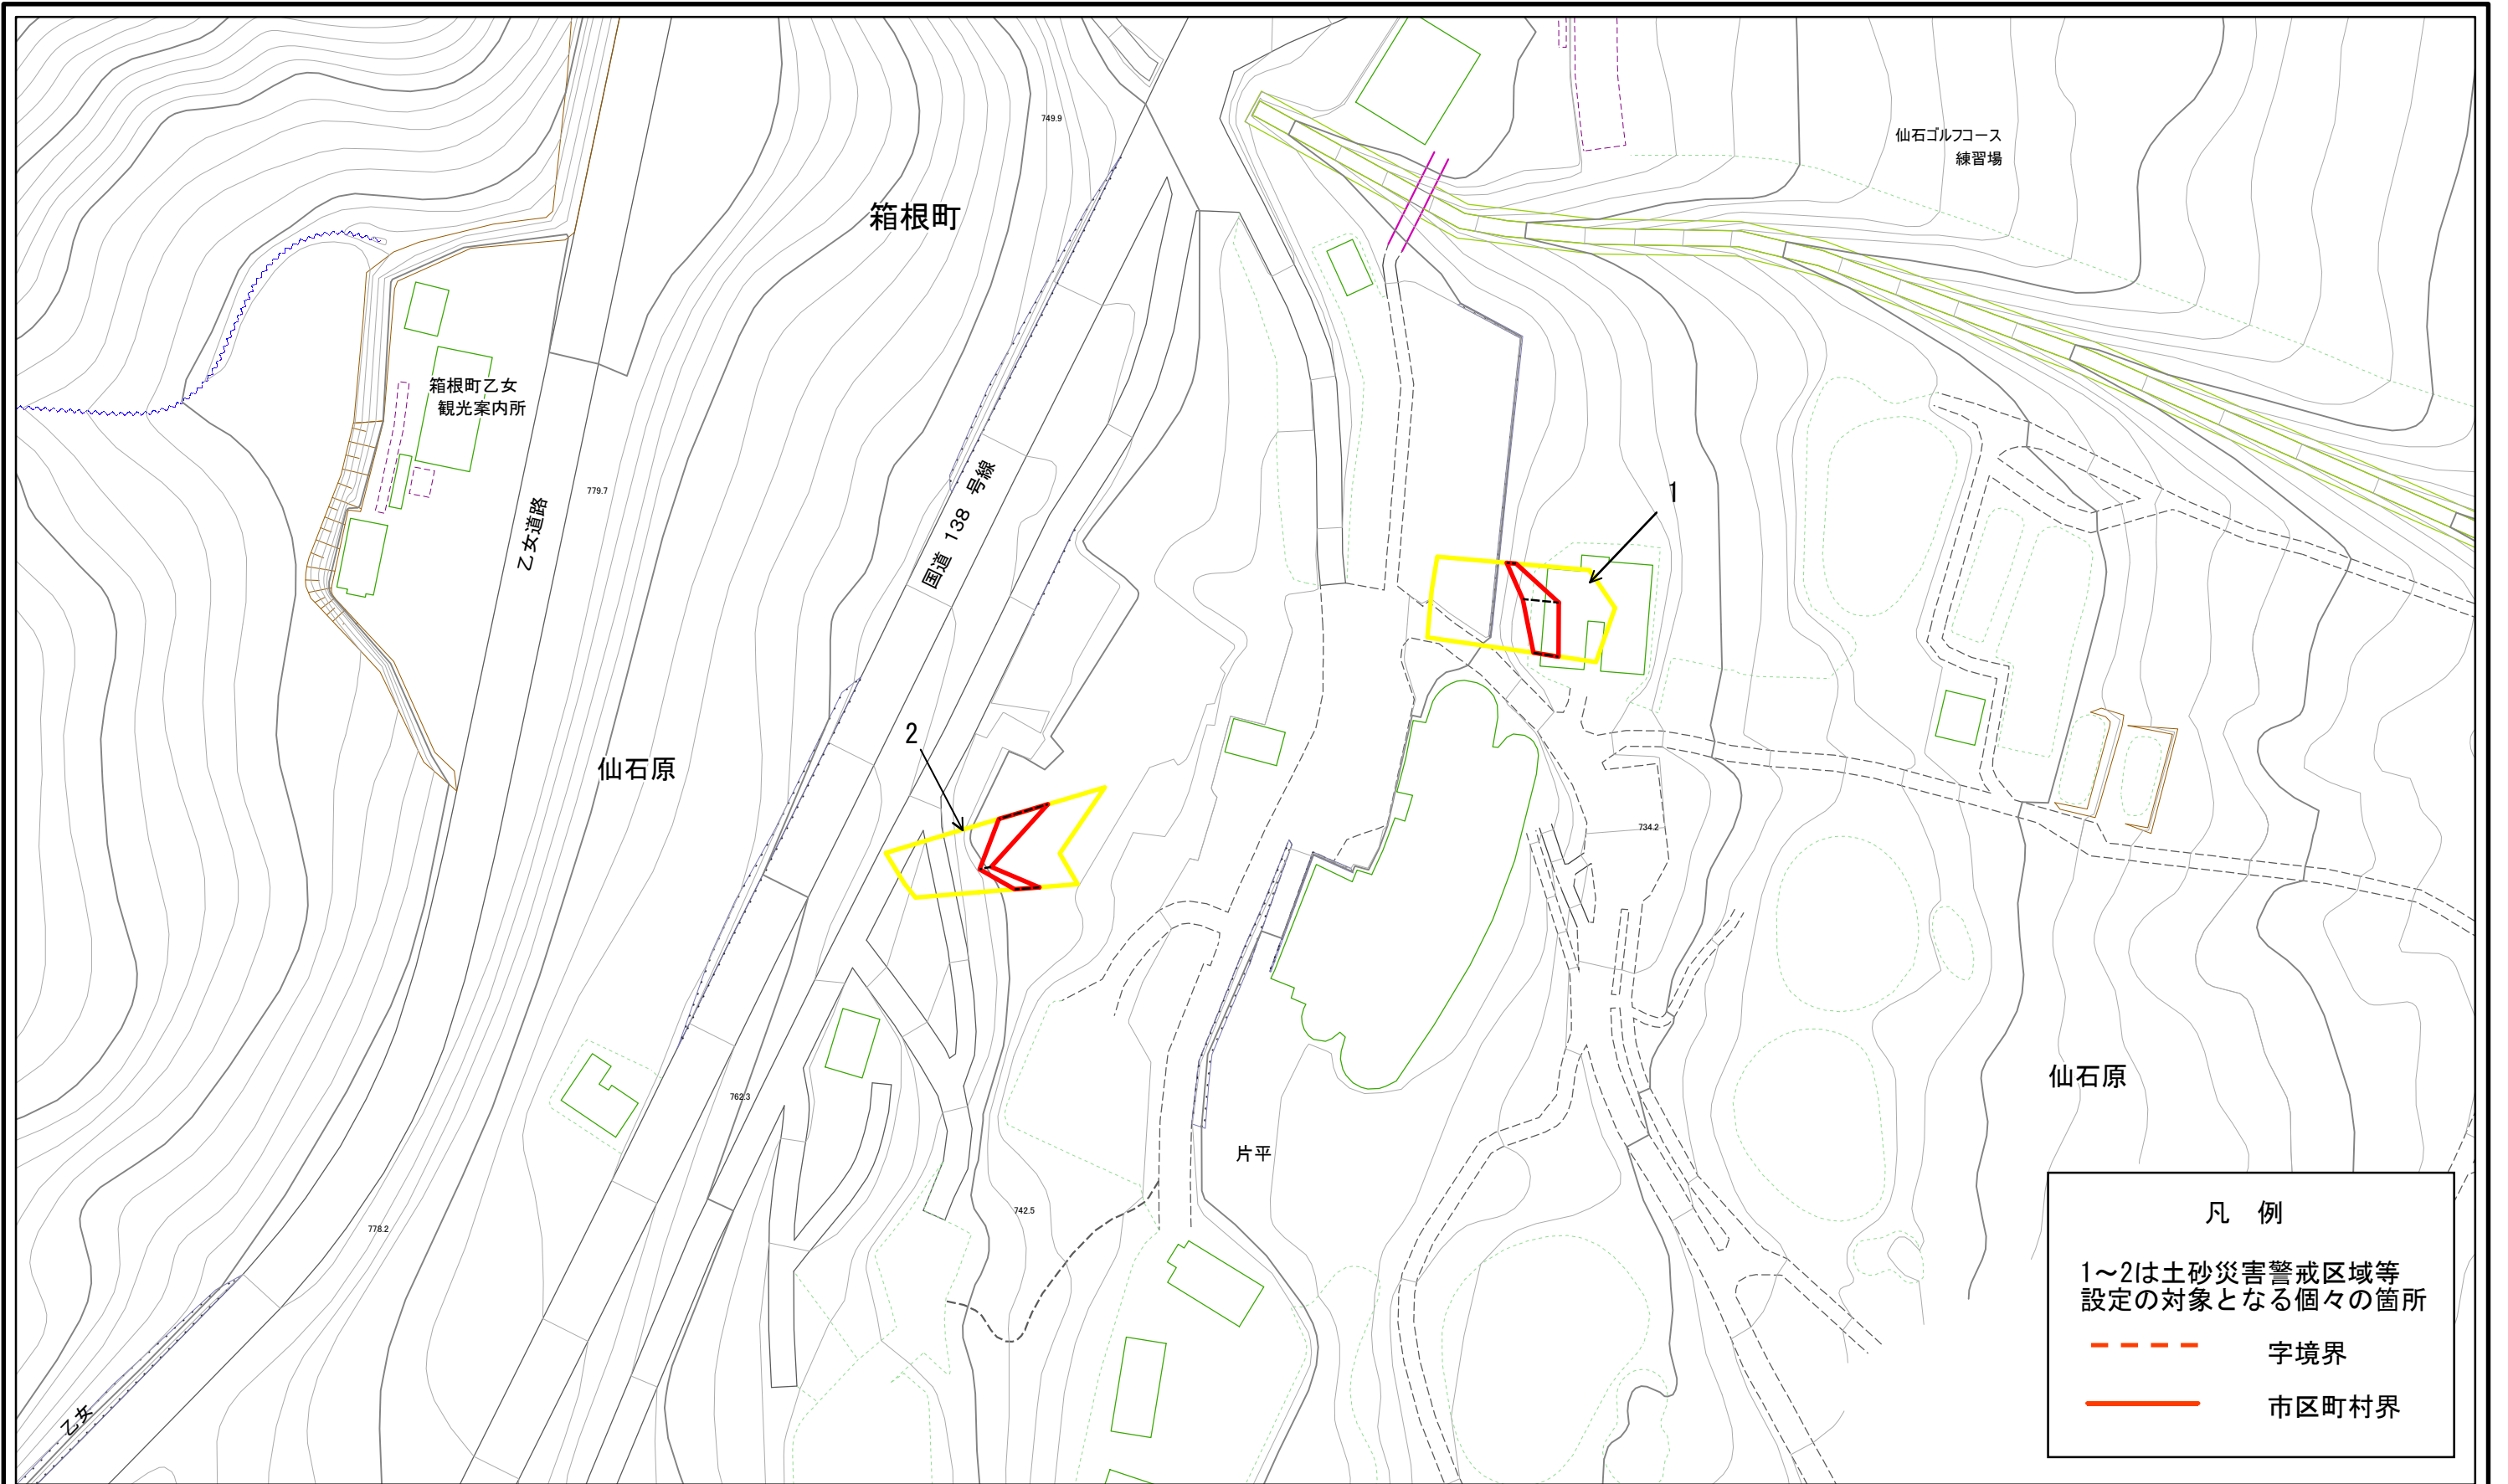 749.9
仙石ゴルフコース
練習場
箱根町
箱根町乙女
観光案内所
779.7
乙女道路
国道 138 号線
1
2
仙石原
734.2
762.3
仙石原
片平
742.5
778.2
乙女
凡 例
1～2は土砂災害警戒区域等
設定の対象となる個々の箇所
字境界
市区町村界